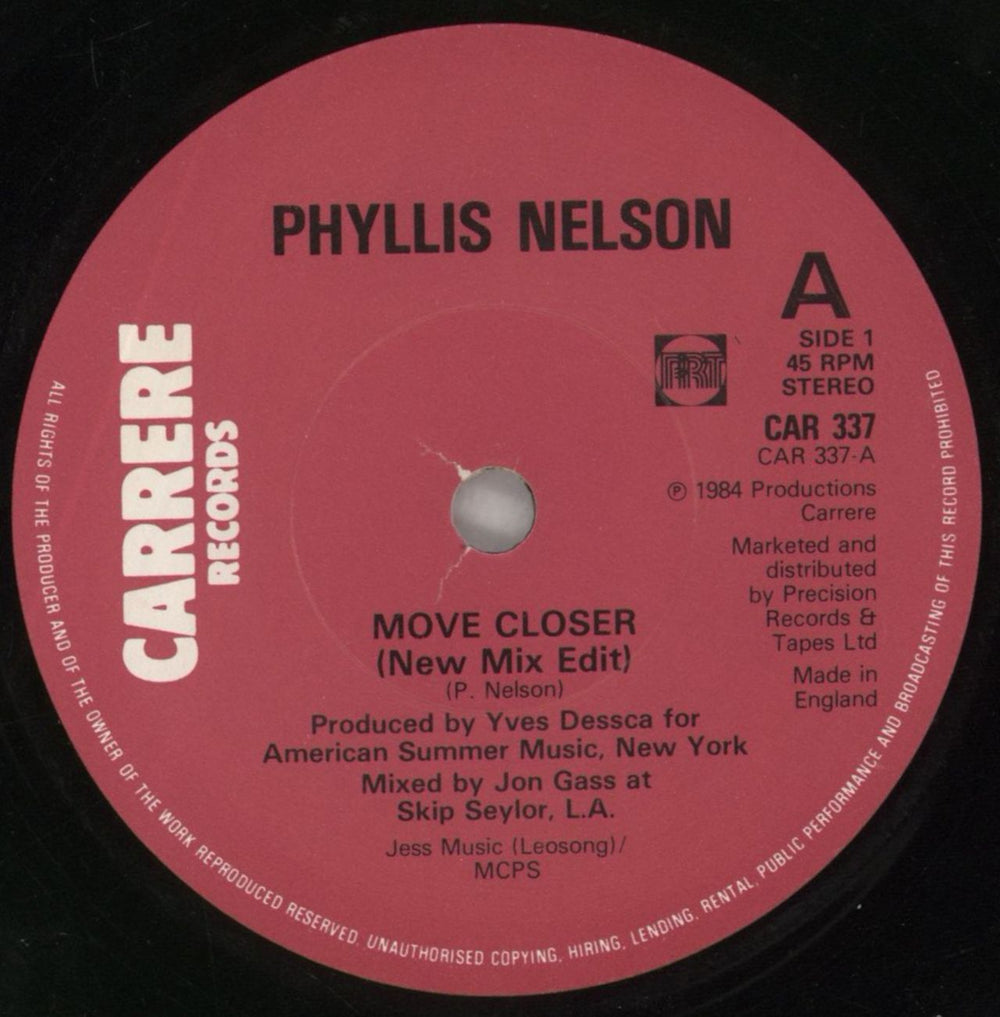 PHYLLIS NELSON
A
SIDE 1
45 RPM
STEREO
PRT
CAR 337
CAR 337-A
℗ 1984 Productions
Carrere
Marketed and
distributed
by Precision
Records &
Tapes Ltd
Made in
England
CARRERE
RECORDS
MOVE CLOSER
(New Mix Edit)
(P. Nelson)
Produced by Yves Dessca for
American Summer Music, New York
Mixed by Jon Gass at
Skip Seylor, L.A.
Jess Music (Leosong)/
MCPS
ALL RIGHTS OF THE PRODUCER AND OF THE OWNER OF THE WORK REPRODUCED RESERVED. UNAUTHORISED COPYING, HIRING, LENDING, RENTAL, PUBLIC PERFORMANCE AND BROADCASTING OF THIS RECORD PROHIBITED